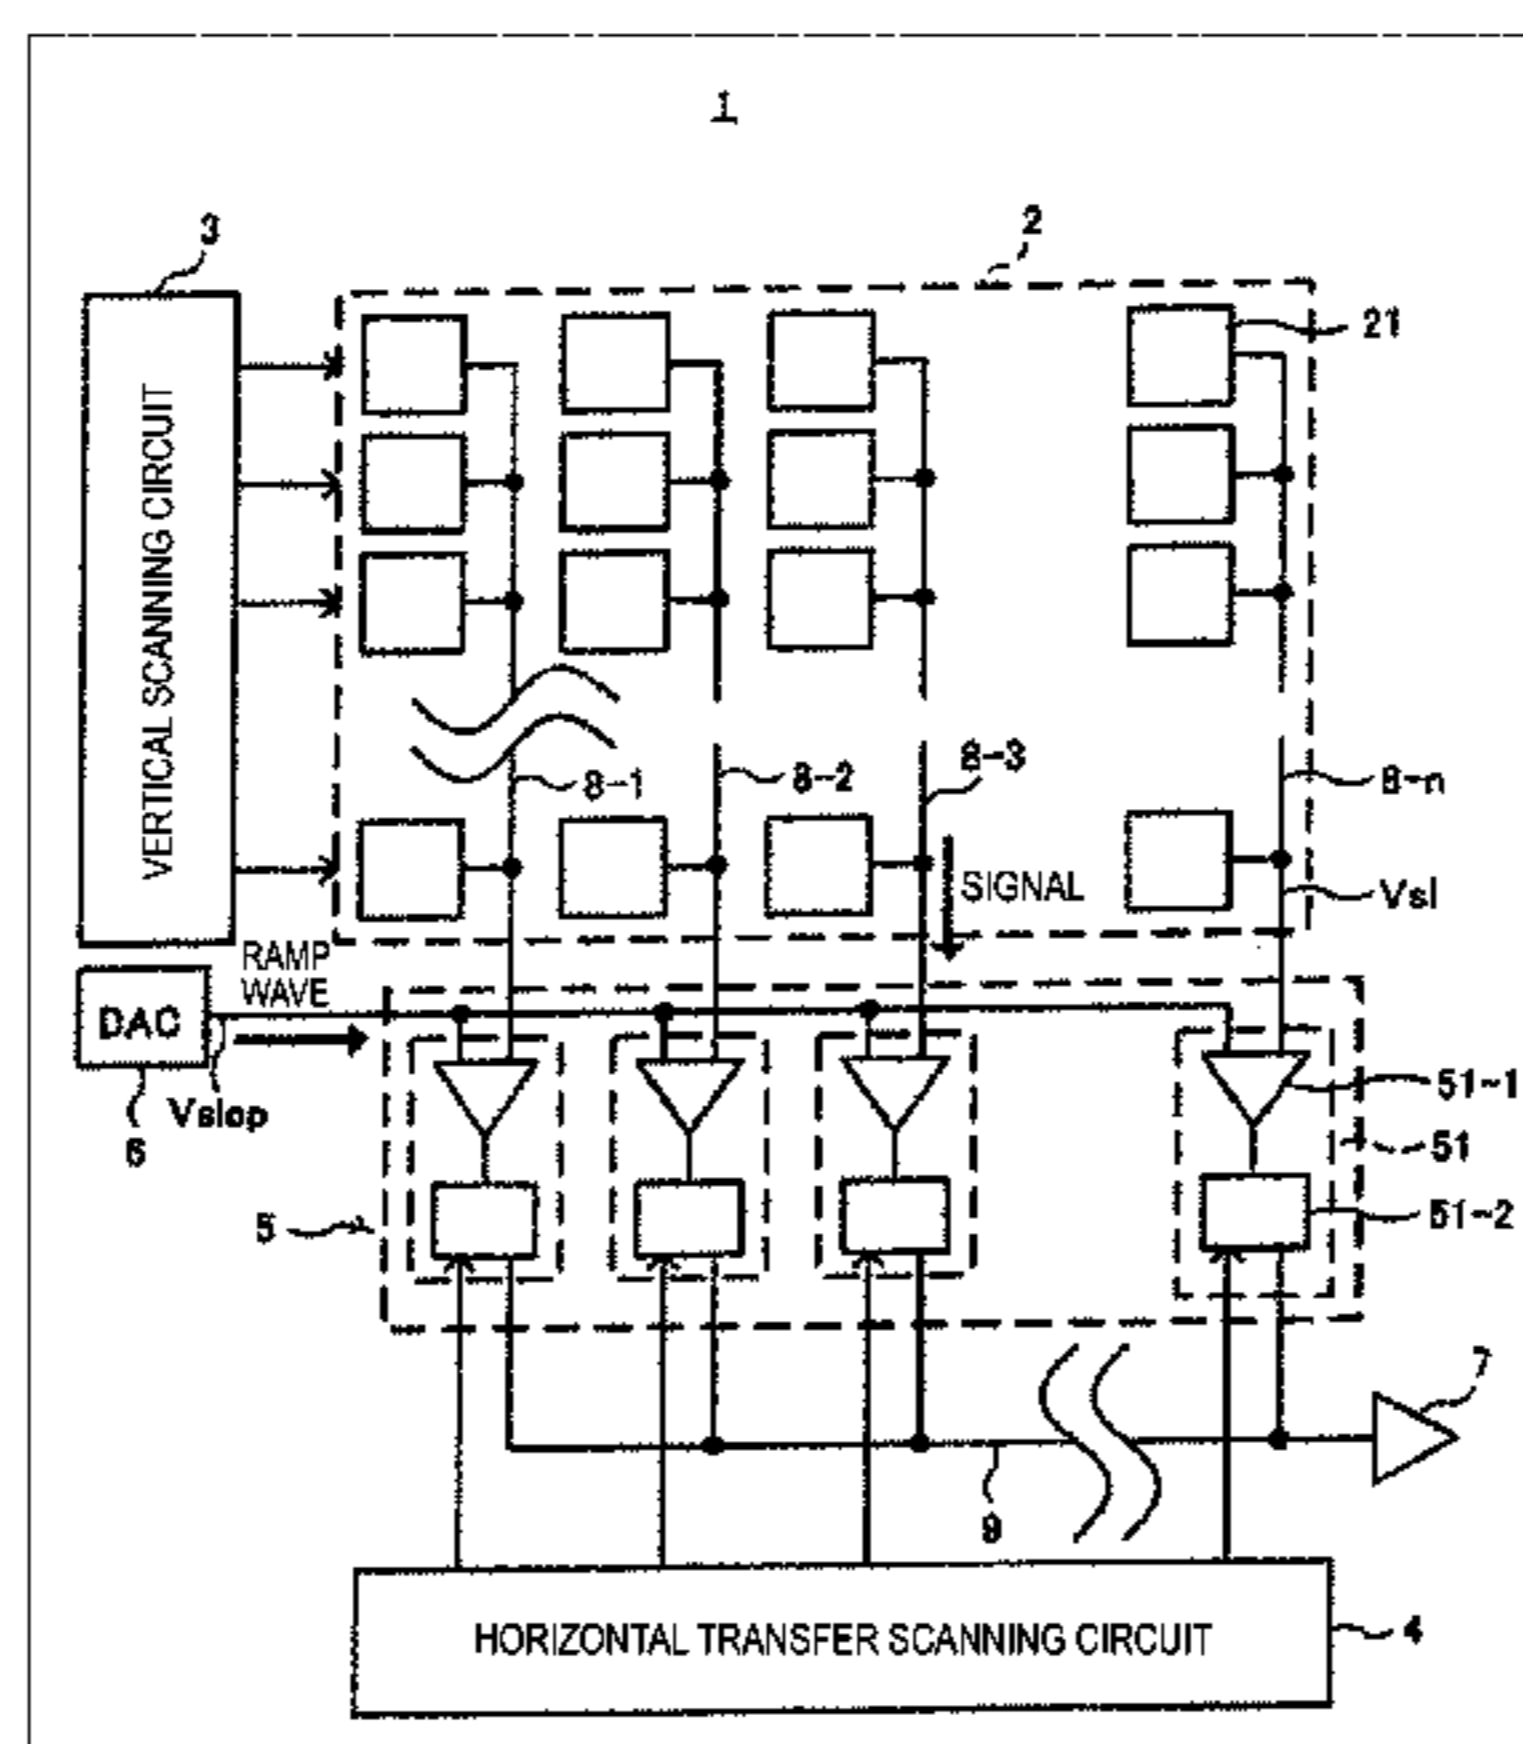 1
3
2
21
VERTICAL SCANNING CIRCUIT
8-1
8-2
8-3
8-n
SIGNAL
Vsl
RAMP
WAVE
DAC
Vslop
6
51-1
51
51-2
5
7
9
HORIZONTAL TRANSFER SCANNING CIRCUIT
4